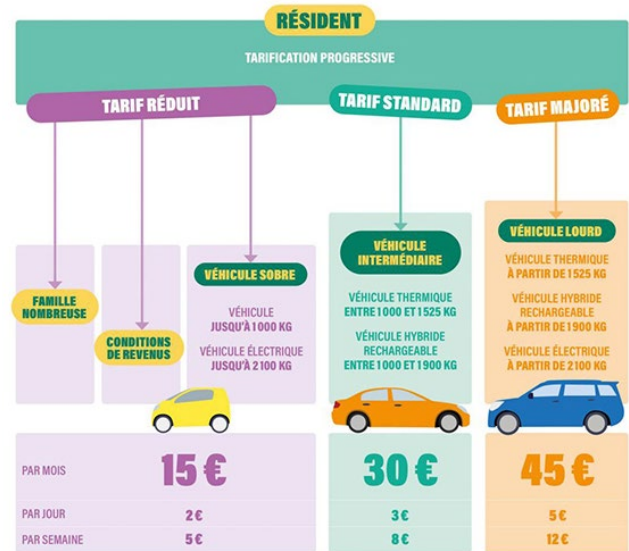 RÉSIDENT
TARIFICATION PROGRESSIVE
TARIF RÉDUIT
TARIF STANDARD
TARIF MAJORÉ
FAMILLE
NOMBREUSE
CONDITIONS
DE REVENUS
VÉHICULE SOBRE
VÉHICULE
JUSQU'À 1000 KG
VÉHICULE ÉLECTRIQUE
JUSQU'À 2100 KG
VÉHICULE
INTERMÉDIAIRE
VÉHICULE THERMIQUE
ENTRE 1000 ET 1525 KG
VÉHICULE HYBRIDE
RECHARGEABLE
ENTRE 1000 ET 1900 KG
VÉHICULE LOURD
VÉHICULE THERMIQUE
À PARTIR DE 1525 KG
VÉHICULE HYBRIDE
RECHARGEABLE
À PARTIR DE 1900 KG
VÉHICULE ÉLECTRIQUE
À PARTIR DE 2100 KG
PAR MOIS 15 € 30 € 45 €
PAR JOUR 2 € 3 € 5 €
PAR SEMAINE 5 € 8 € 12 €